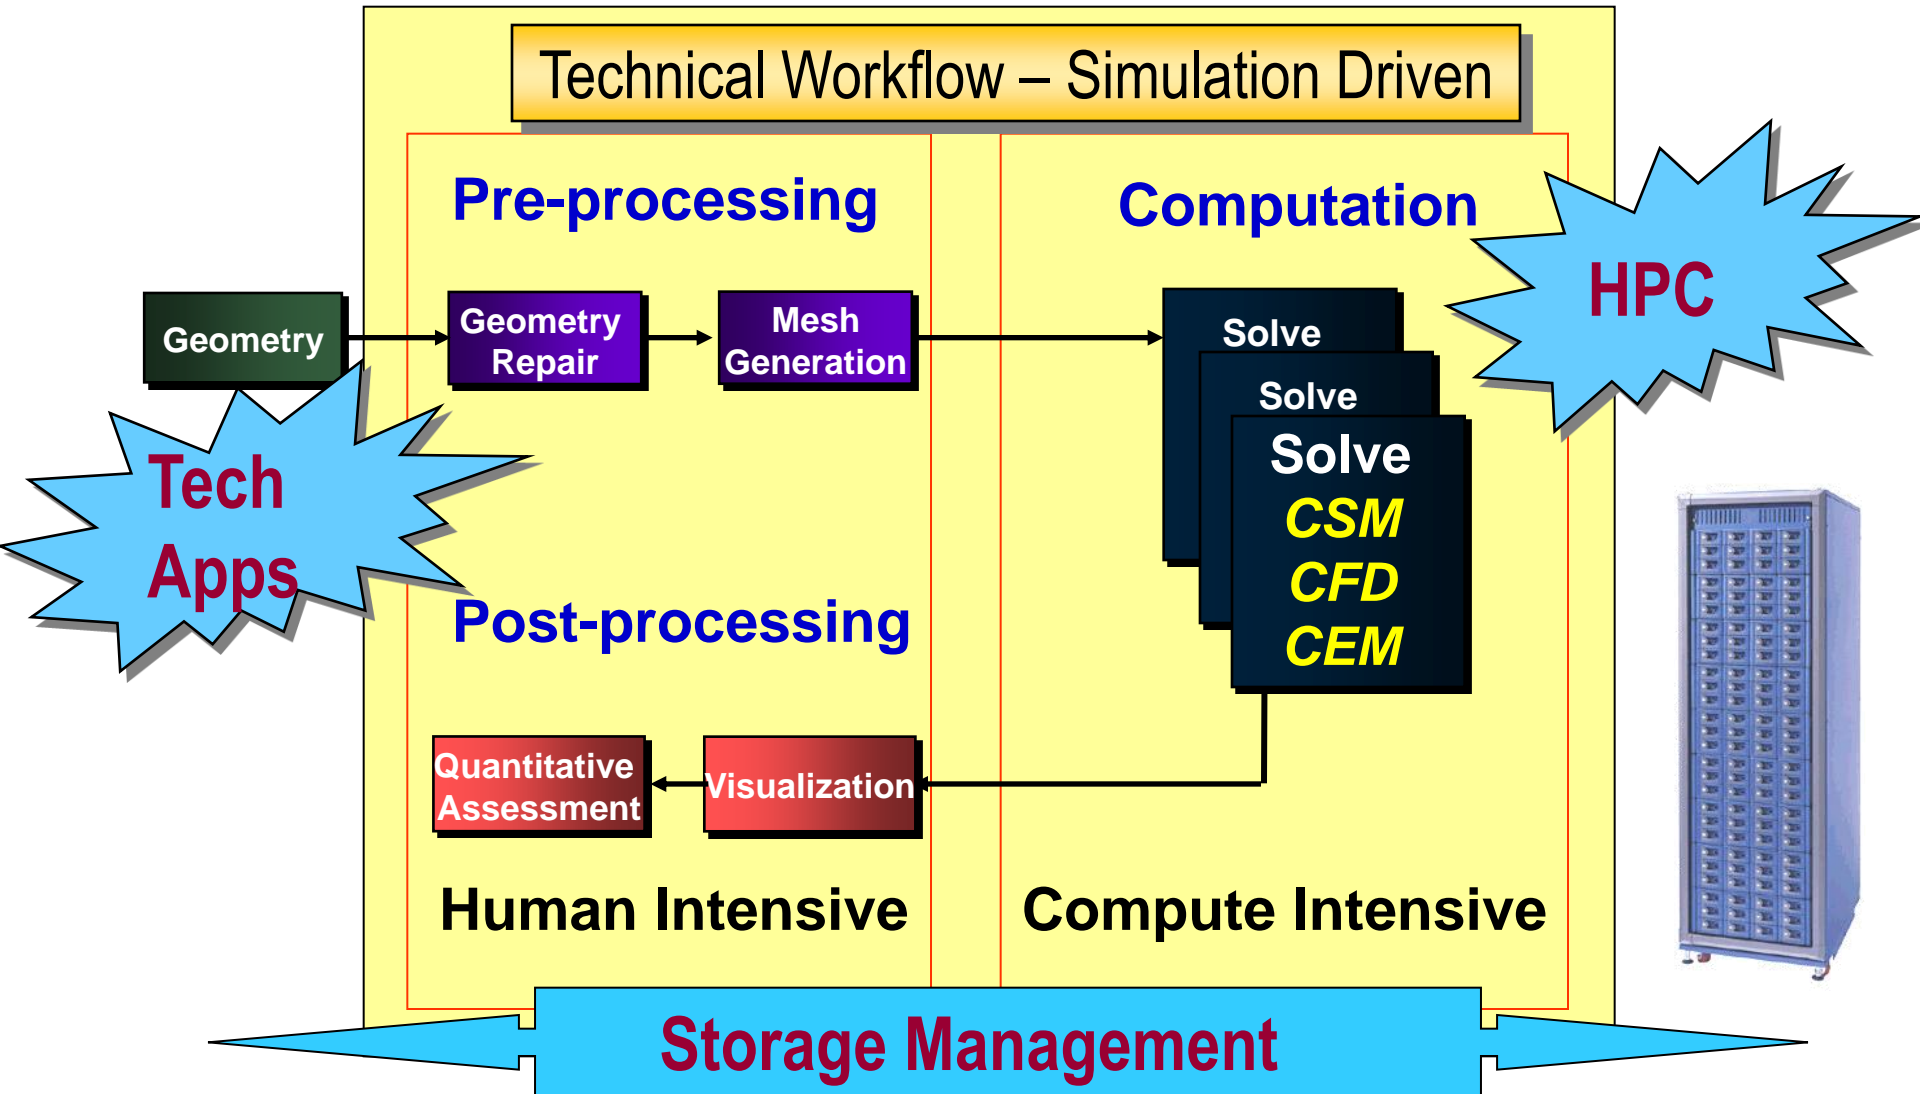 Technical Workflow – Simulation Driven
Pre-processing
Computation
HPC
Geometry
Geometry
Repair
Mesh
Generation
Solve
Solve
Solve
CSM
CFD
CEM
Tech
Apps
Post-processing
Quantitative
Assessment
Visualization
Human Intensive
Compute Intensive
Storage Management